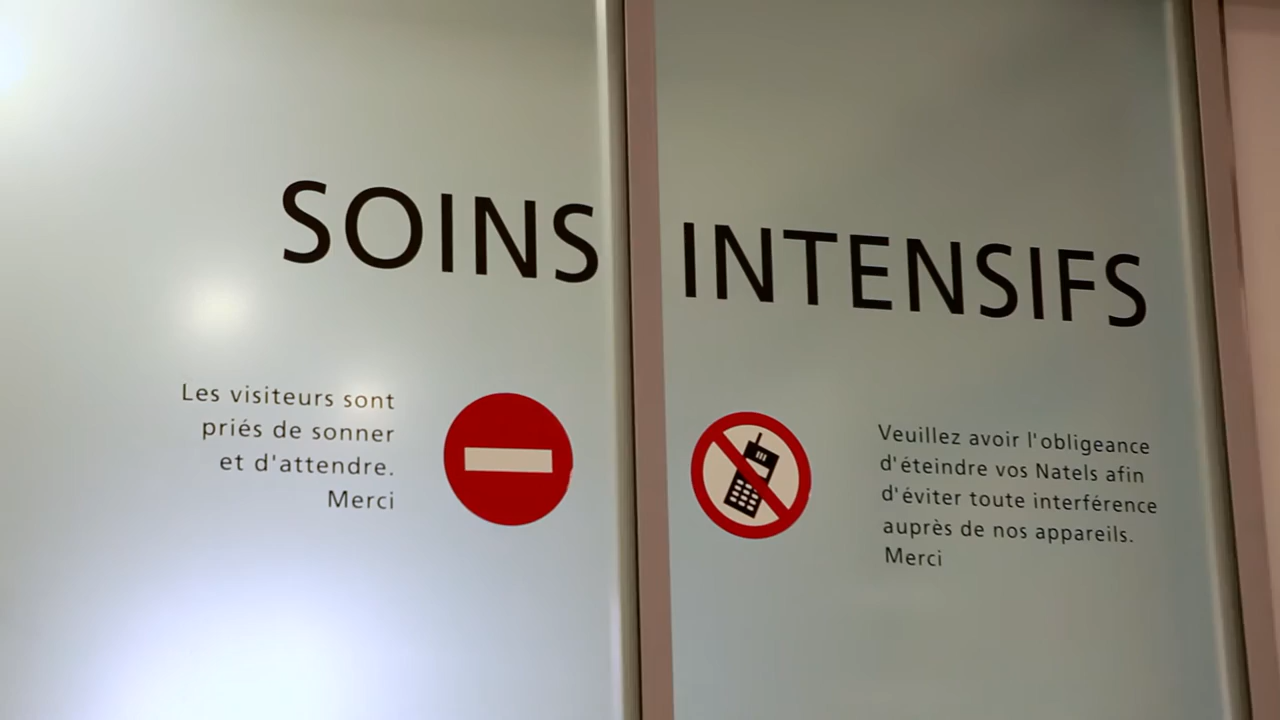 SOINS INTENSIFS
Les visiteurs sont
priés de sonner
et d'attendre.
Merci
Veuillez avoir l'obligeance
d'éteindre vos Natels afin
d'éviter toute interférence
auprès de nos appareils.
Merci